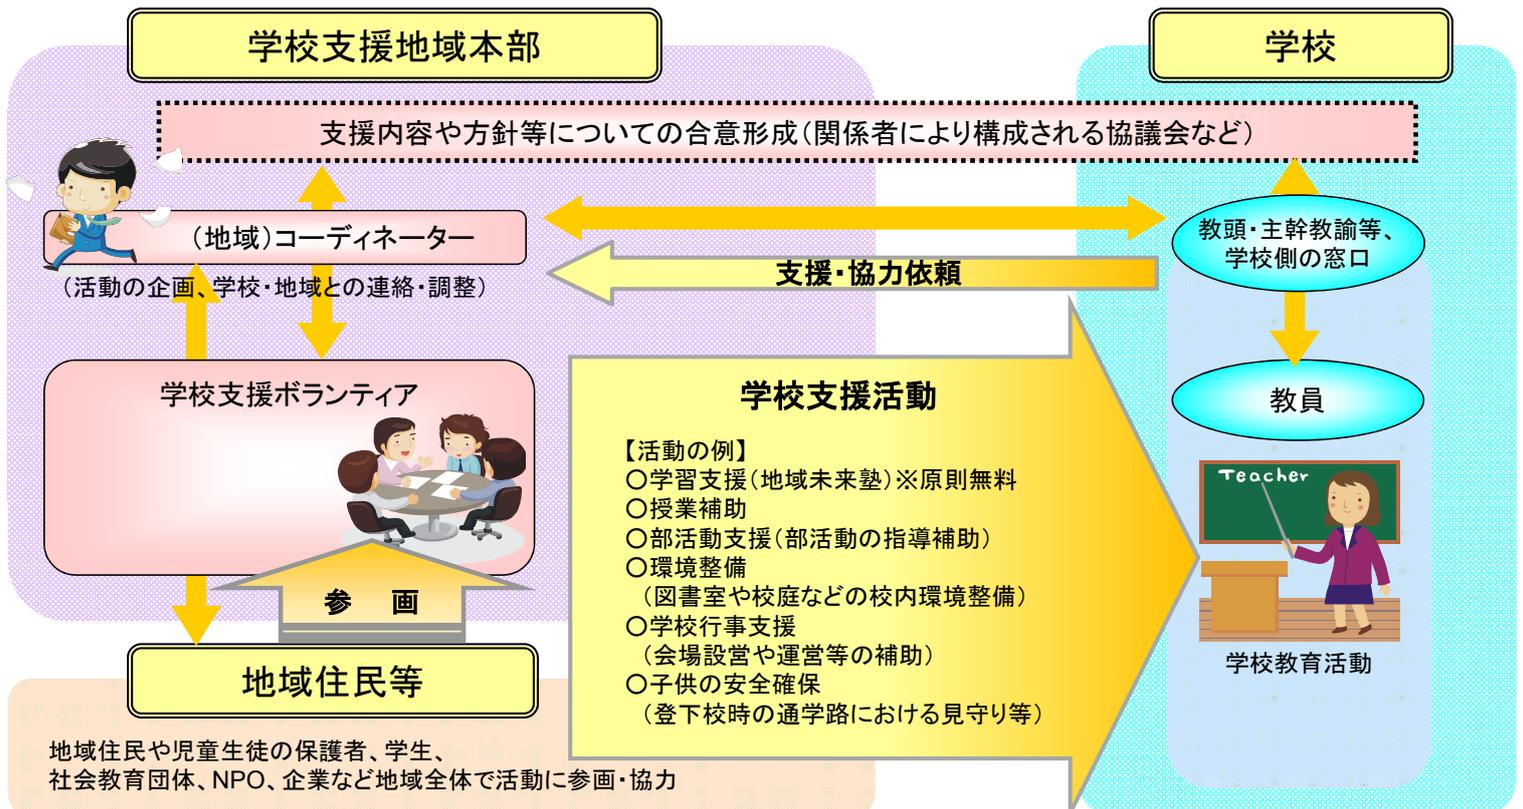 学校支援地域本部
学校
支援内容や方針等についての合意形成(関係者により構成される協議会など)
(地域)コーディネーター
(活動の企画、学校・地域との連絡・調整)
教頭・主幹教諭等、
学校側の窓口
支援・協力依頼
学校支援ボランティア
教員
学校支援活動
【活動の例】
○学習支援(地域未来塾)※原則無料
○授業補助
○部活動支援(部活動の指導補助)
○環境整備
(図書室や校庭などの校内環境整備)
○学校行事支援
(会場設営や運営等の補助)
○子供の安全確保
(登下校時の通学路における見守り等)
Teacher
学校教育活動
参 画
地域住民等
地域住民や児童生徒の保護者、学生、
社会教育団体、NPO、企業など地域全体で活動に参画・協力